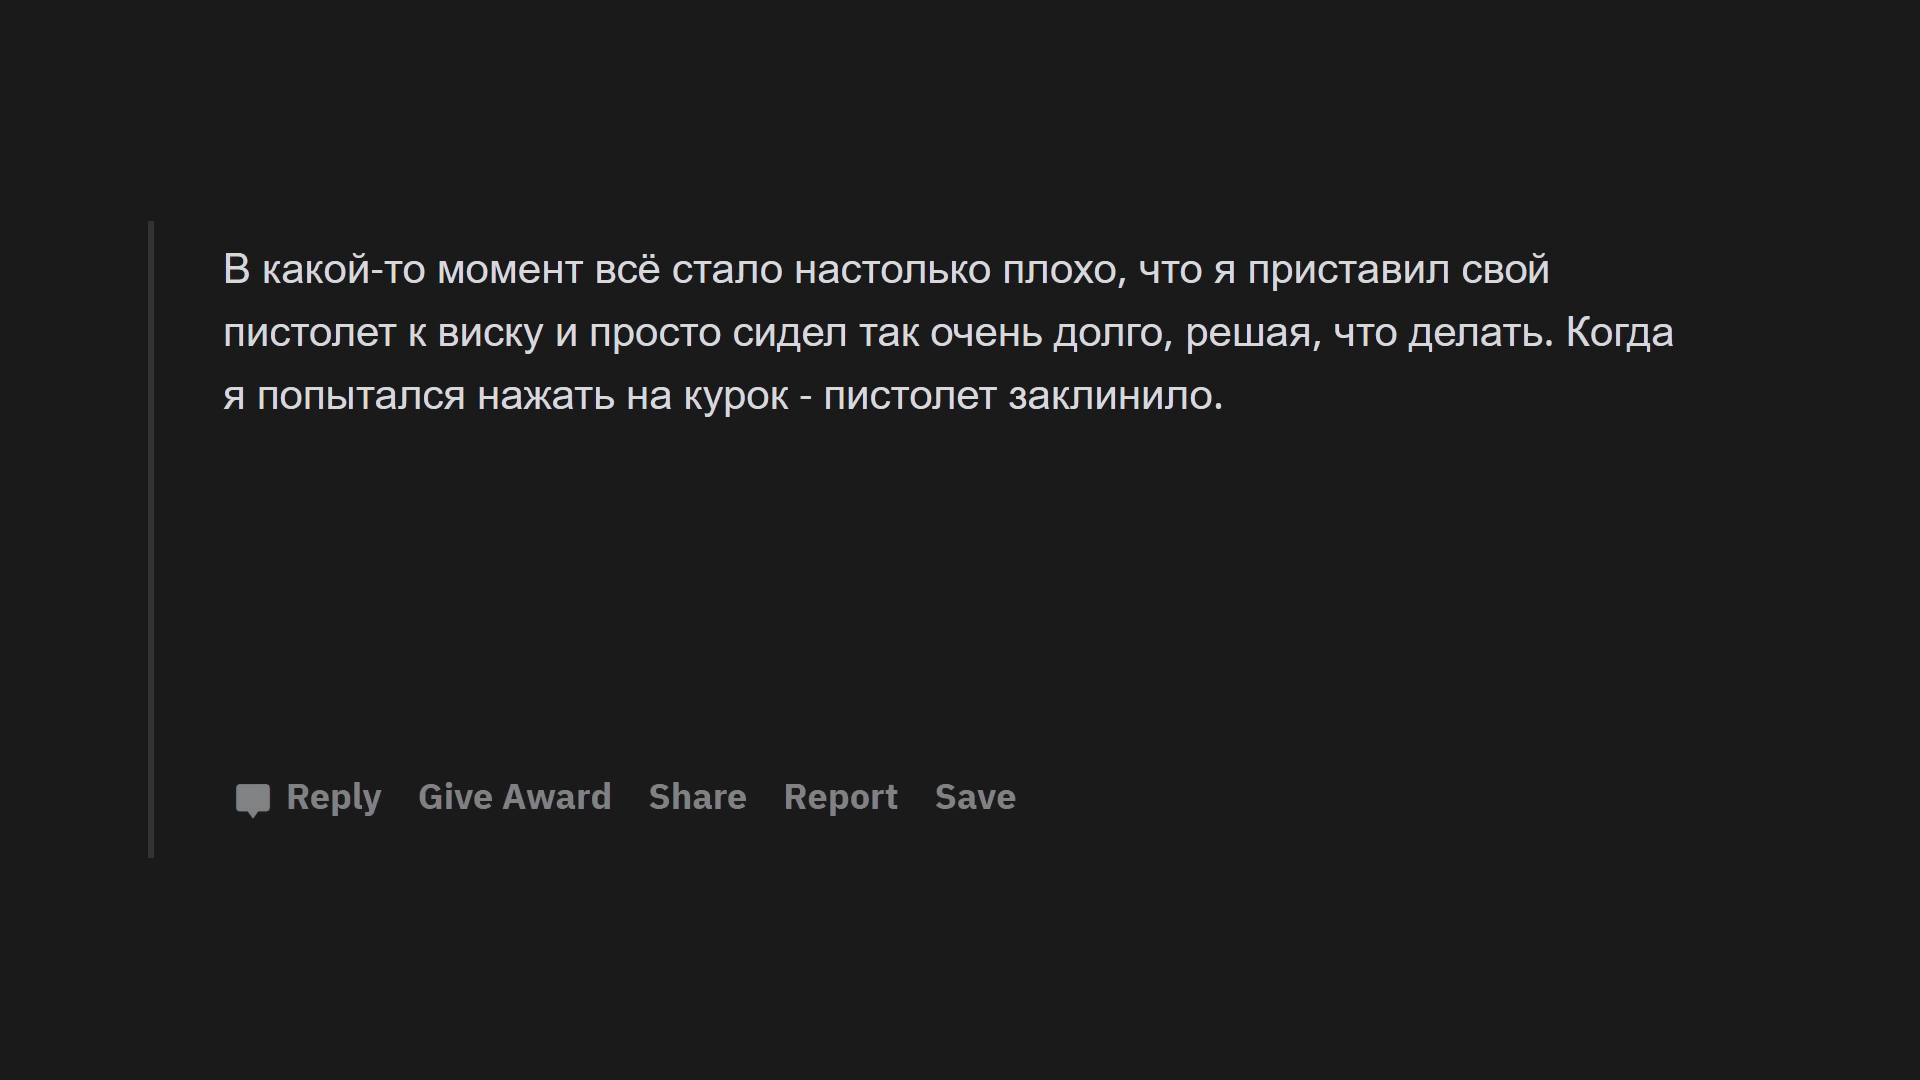 В какой-то момент всё стало настолько плохо, что я приставил свой
пистолет к виску и просто сидел так очень долго, решая, что делать. Когда
я попытался нажать на курок - пистолет заклинило.
Reply Give Award Share Report Save